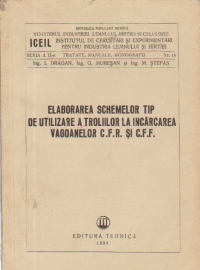 REPUBLICA POPULARĂ ROMÎNĂ
MINISTERUL INDUSTRIEI LEMNULUI, HÎRTIEI ȘI CELULOZEI
ICEIL
INSTITUTUL DE CERCETĂRI ȘI EXPERIMENTĂRI
PENTRU INDUSTRIA LEMNULUI ȘI HÎRTIEI
SERIA A II-a TRATATE, MANUALE, MONOGRAFII Nr.
Ing. I. DRĂGAN, Ing. G. MUREȘAN și Ing. M. ȘTEFAN
ELABORAREA SCHEMELOR TIP
DE UTILIZARE A TROLIILOR LA ÎNCĂRCAREA
VAGOANELOR C.F.R. ȘI C.F.F.
EDITURA TEHNICĂ
1954